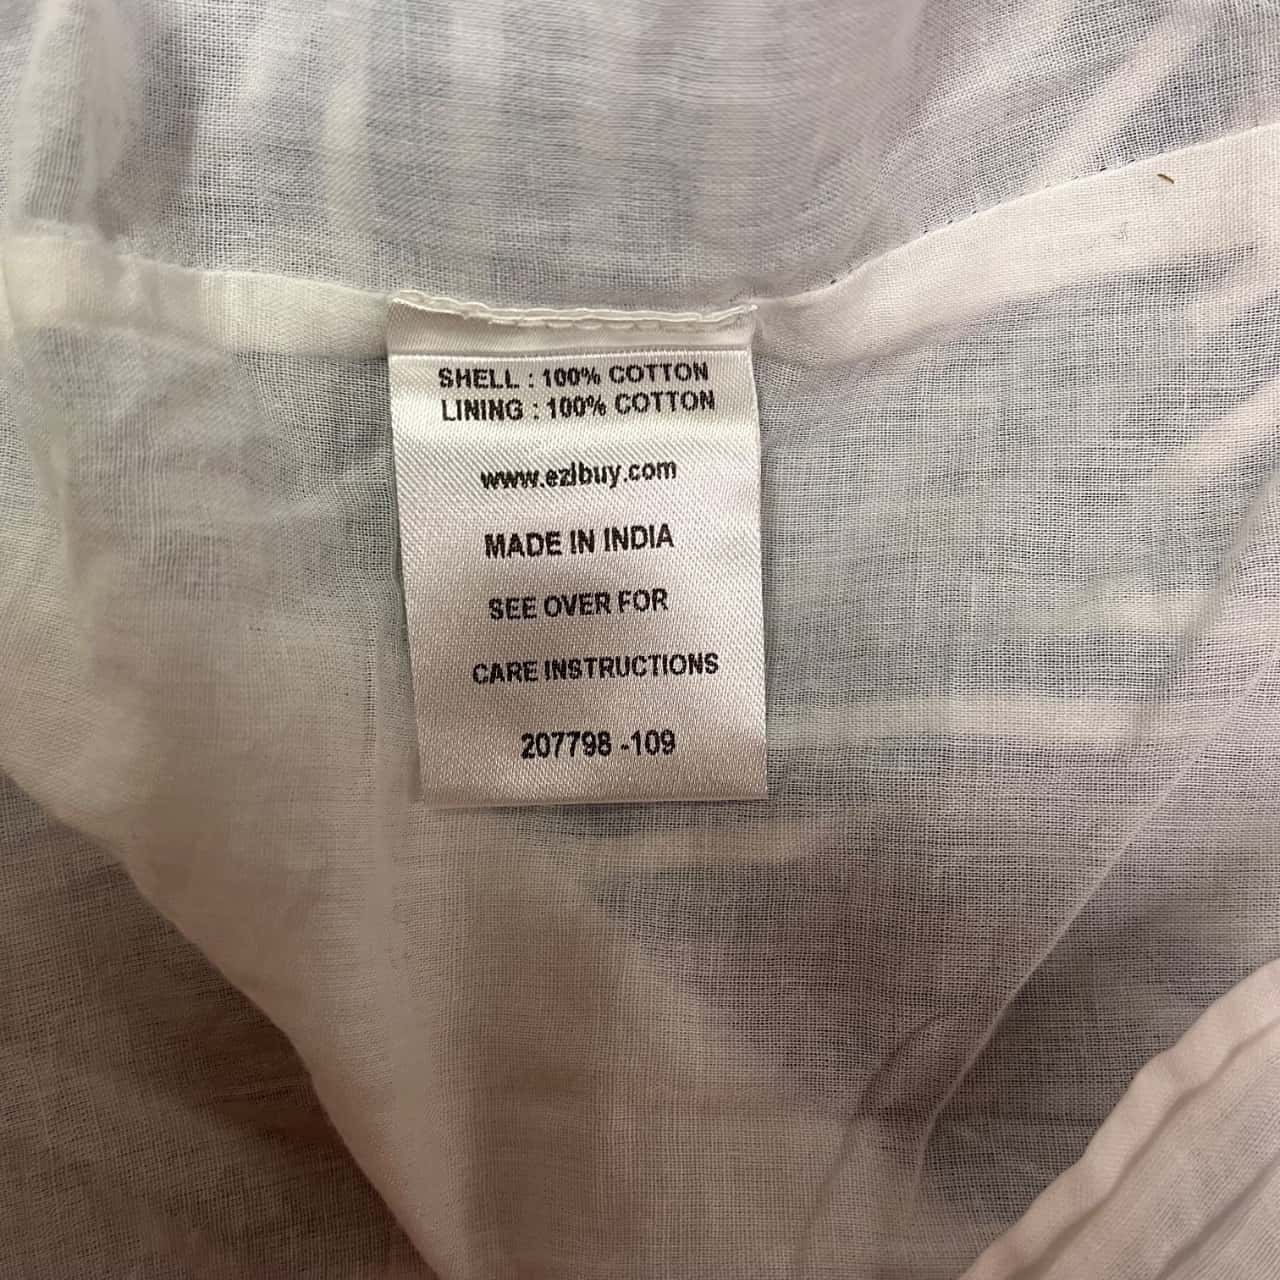 SHELL : 100% COTTON
LINING : 100% COTTON
www.ezibuy.com
MADE IN INDIA
SEE OVER FOR
CARE INSTRUCTIONS
207798 -109